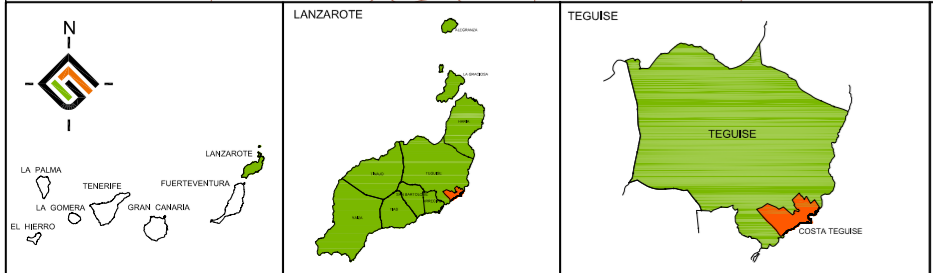 N
LANZAROTE
LA PALMA
TENERIFE
FUERTEVENTURA
LA GOMERA
GRAN CANARIA
EL HIERRO
LANZAROTE
ALEGRANZA
LA GRACIOSA
HARIA
TINAJO
TEGUISE
YAIZA
TIAS
TEGUISE
TEGUISE
COSTA TEGUISE